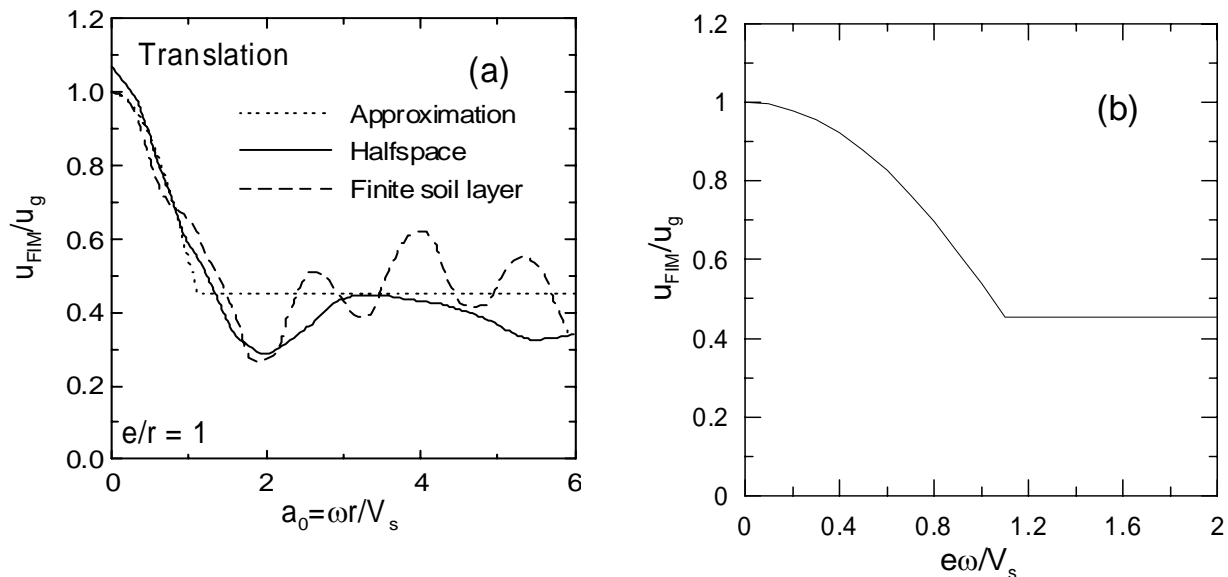 Translation
(a)
Approximation
Halfspace
Finite soil layer
e/r = 1
1.2
1.0
0.8
0.6
0.4
0.2
0.0
u_FIM/u_g
0 2 4 6
a₀=ωr/V_s
(b)
1.2
1
0.8
0.6
0.4
0.2
0
u_FIM/u_g
0 0.4 0.8 1.2 1.6 2
eω/V_s